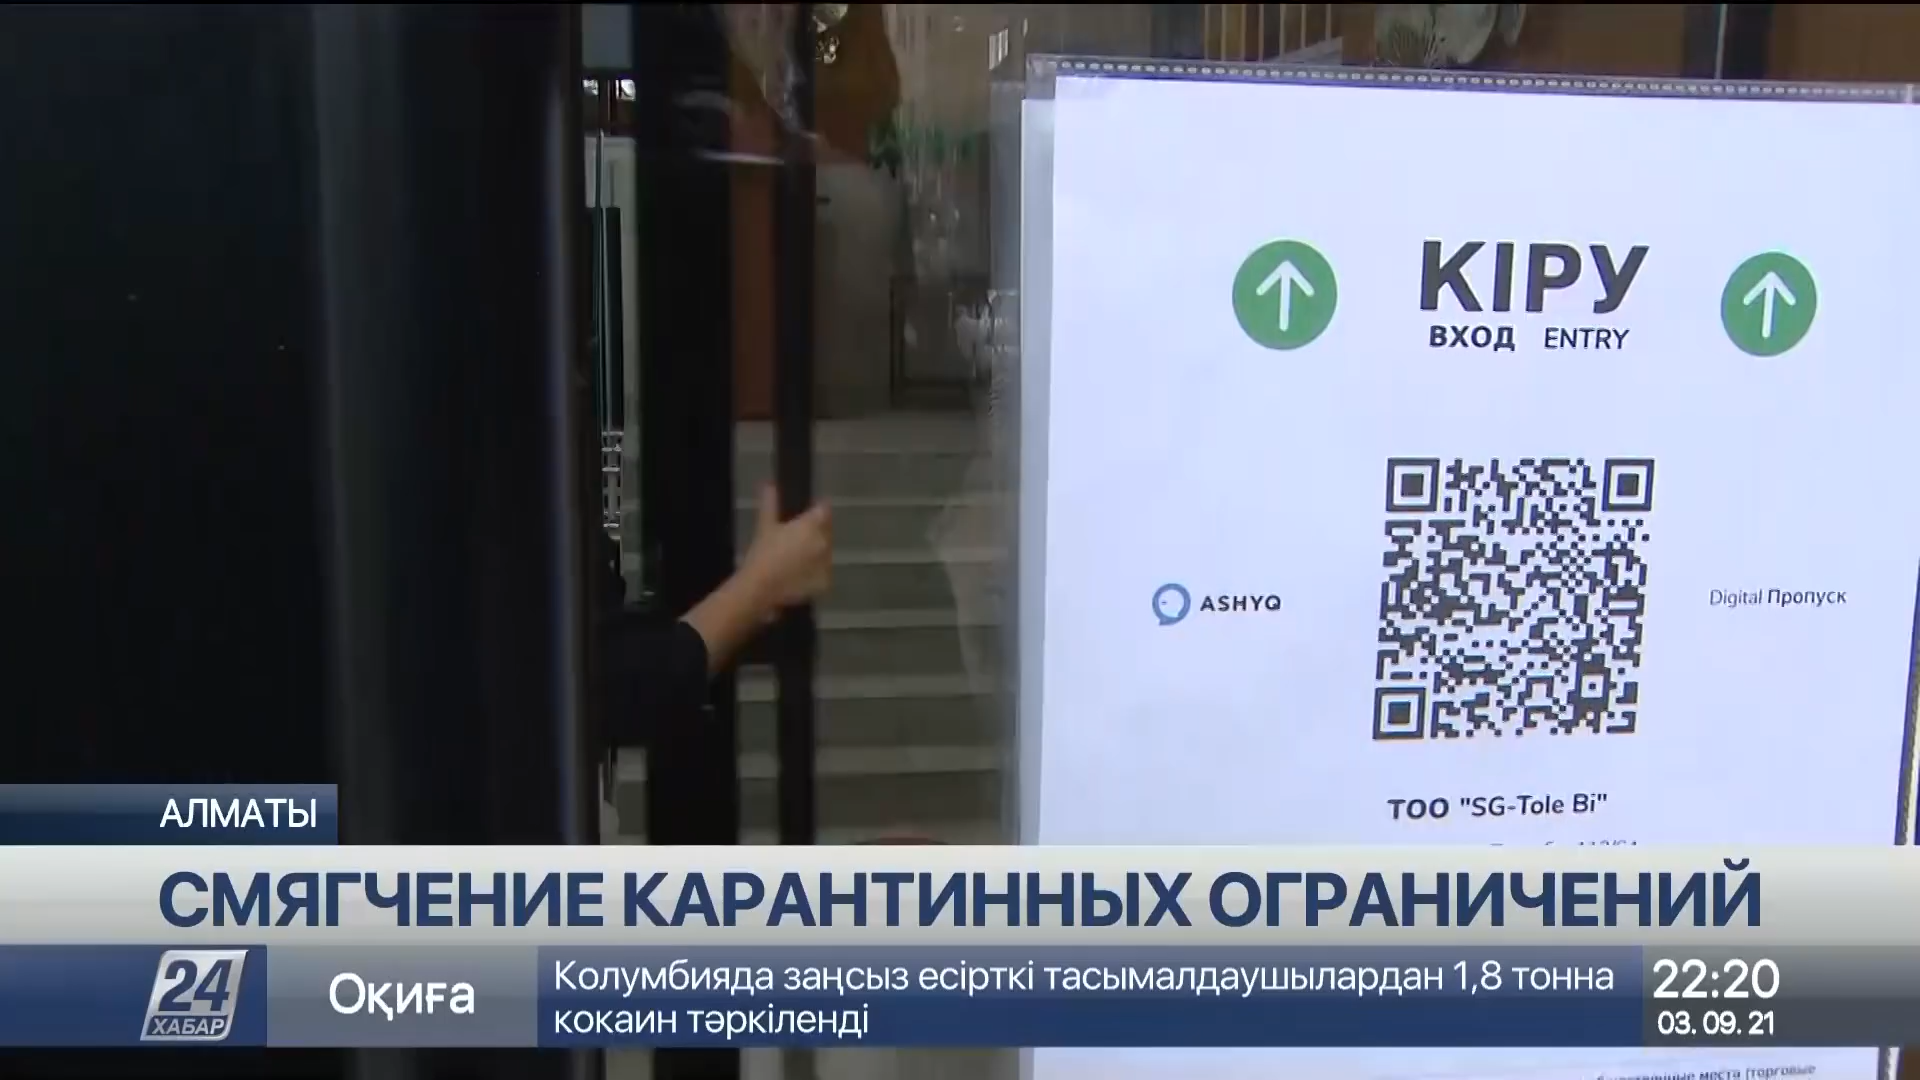 КІРУ
ВХОД ENTRY
ASHYQ
Digital Пропуск
ТОО "SG-Tole Bi"
АЛМАТЫ
СМЯГЧЕНИЕ КАРАНТИННЫХ ОГРАНИЧЕНИЙ
24
ХАБАР
Оқиға
Колумбияда заңсыз есірткі тасымалдаушылардан 1,8 тонна
кокаин тәркіленді
22:20
03. 09. 21